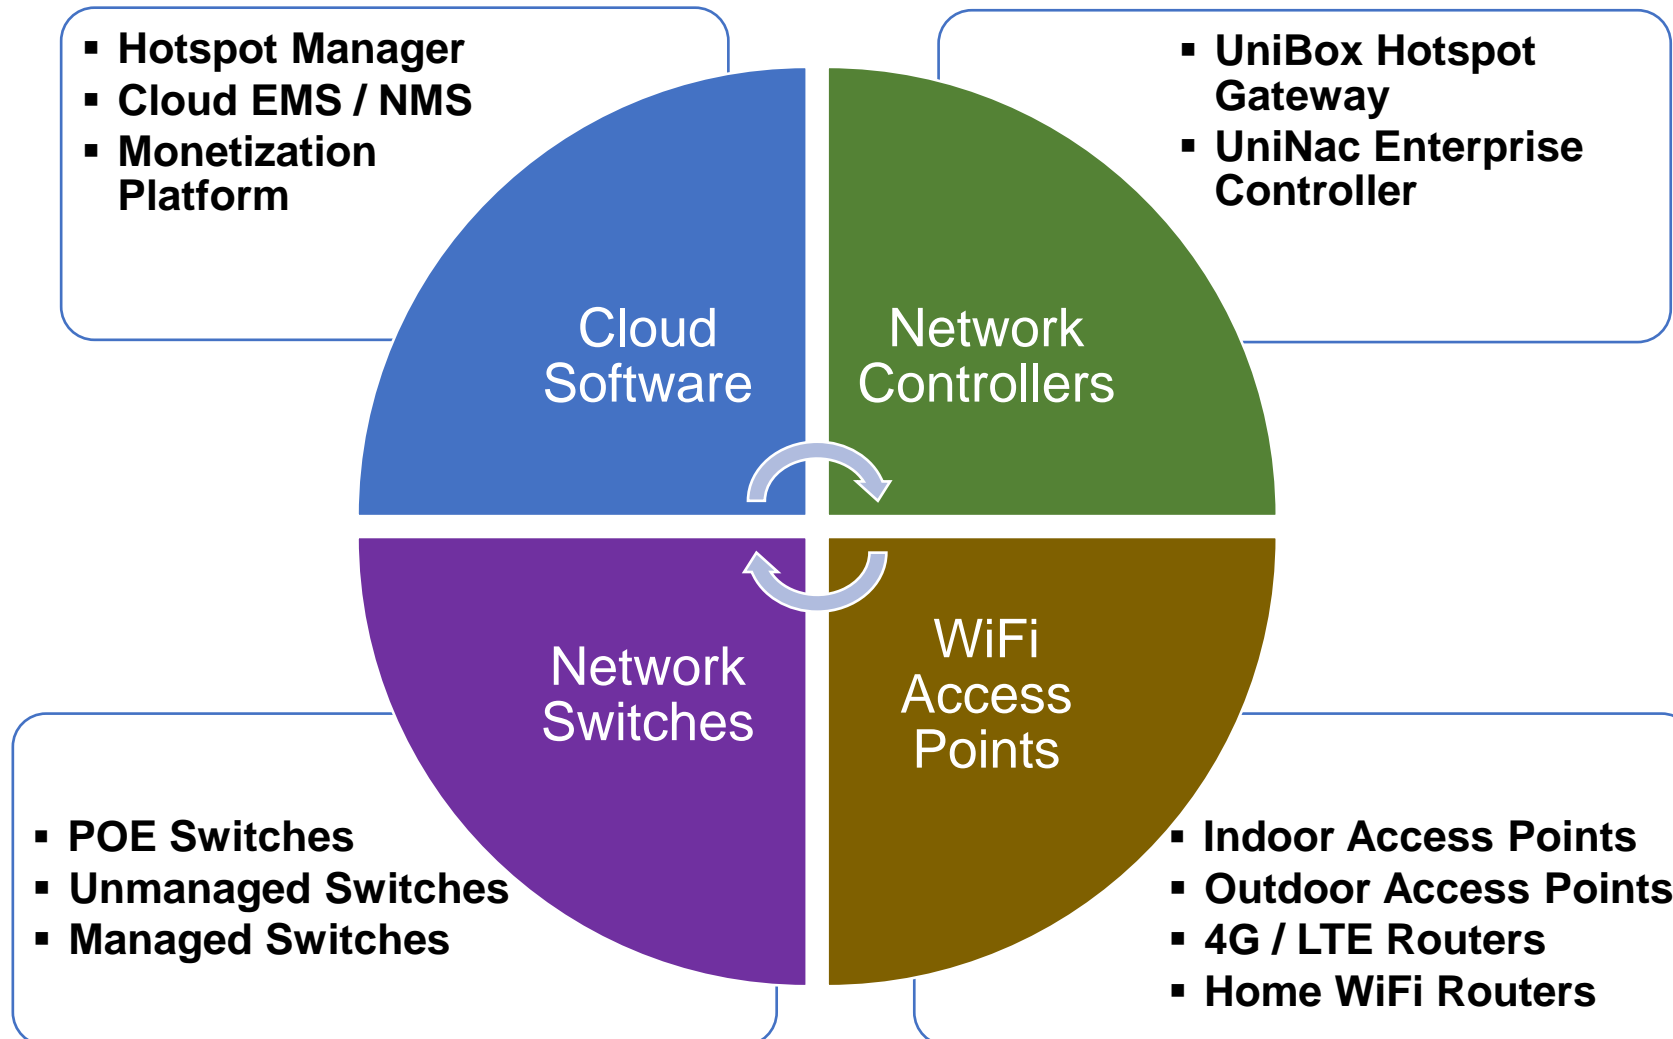 ▪ Hotspot Manager
▪ Cloud EMS / NMS
▪ Monetization
Platform
▪ UniBox Hotspot
Gateway
▪ UniNac Enterprise
Controller
Cloud
Software
Network
Controllers
Network
Switches
WiFi
Access
Points
▪ POE Switches
▪ Unmanaged Switches
▪ Managed Switches
▪ Indoor Access Points
▪ Outdoor Access Points
▪ 4G / LTE Routers
▪ Home WiFi Routers